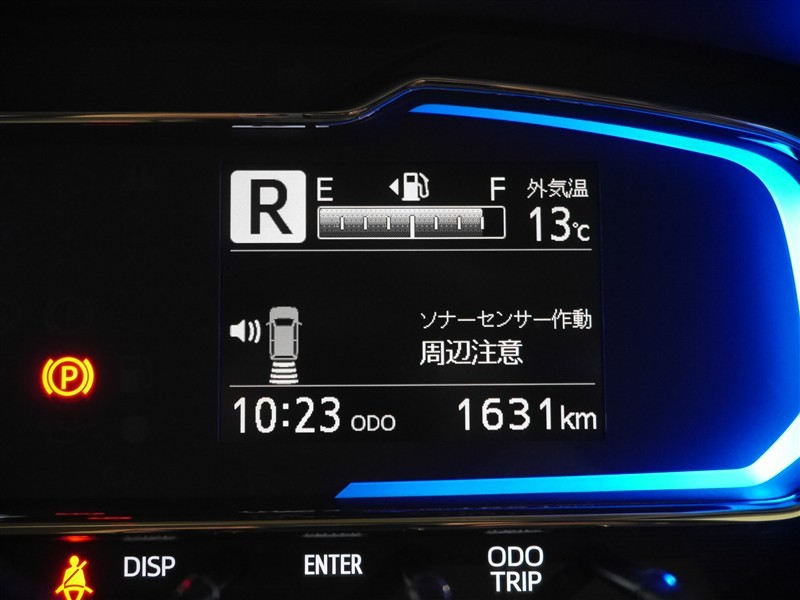 R
E F
外気温
13℃
ソナーセンサー作動
周辺注意
P
10:23 ODO 1631km
DISP ENTER ODO
TRIP